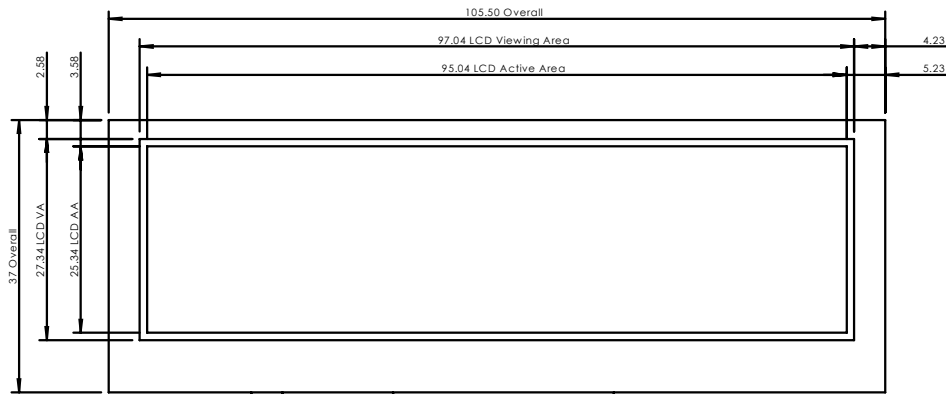 105.50 Overall
97.04 LCD Viewing Area
4.23
95.04 LCD Active Area
5.23
2.58
3.58
37 Overall
27.34 LCD VA
25.34 LCD AA